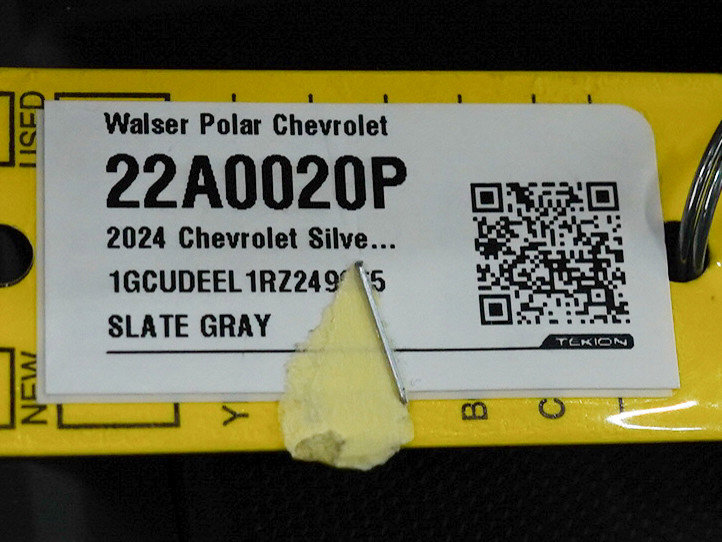 Walser Polar Chevrolet
22A0020P
2024 Chevrolet Silve...
SLATE GRAY
TEKION
USED
NEW
Y
B
C